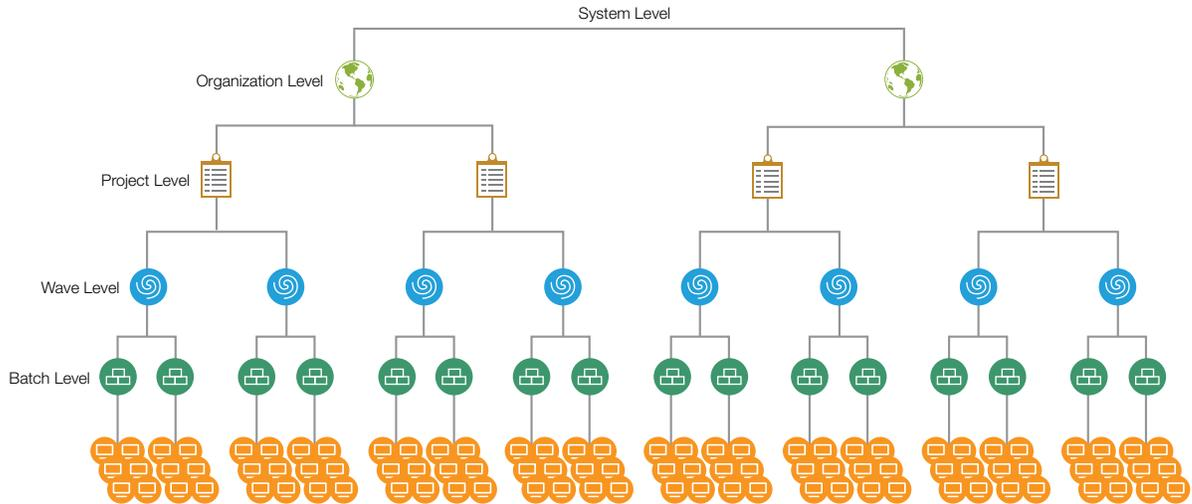 System Level
Organization Level
Project Level
Wave Level
Batch Level